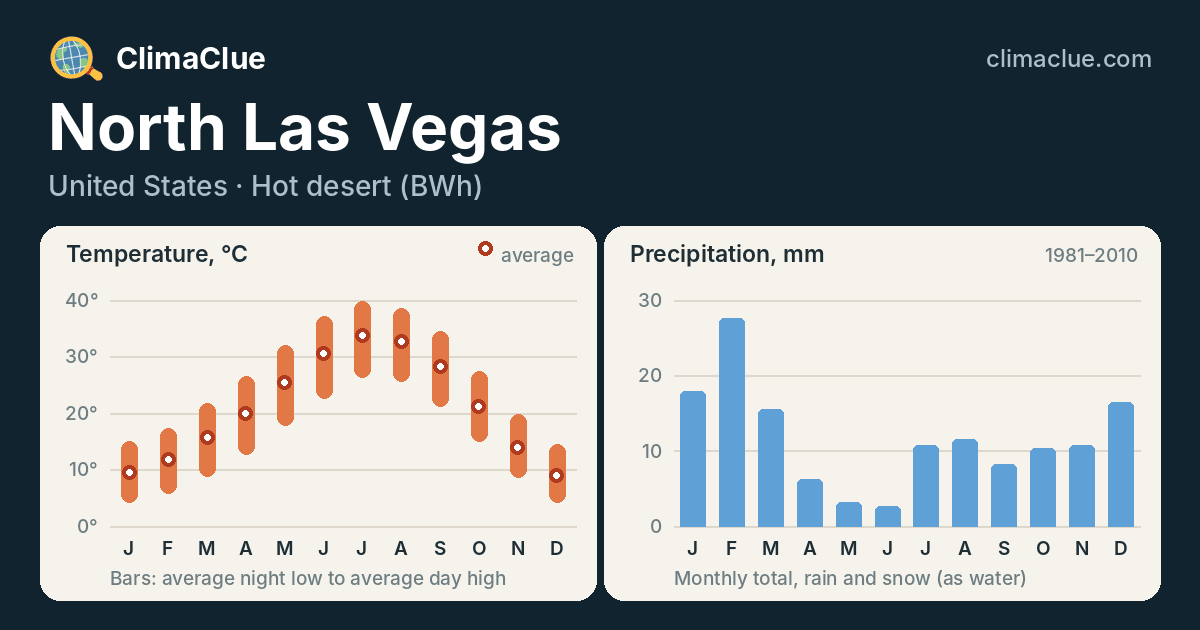 ClimaClue
climaclue.com
North Las Vegas
United States · Hot desert (BWh)
Temperature, °C
average
40°
30°
20°
10°
0°
J F M A M J J A S O N D
Bars: average night low to average day high
Precipitation, mm
1981–2010
30
20
10
0
J F M A M J J A S O N D
Monthly total, rain and snow (as water)